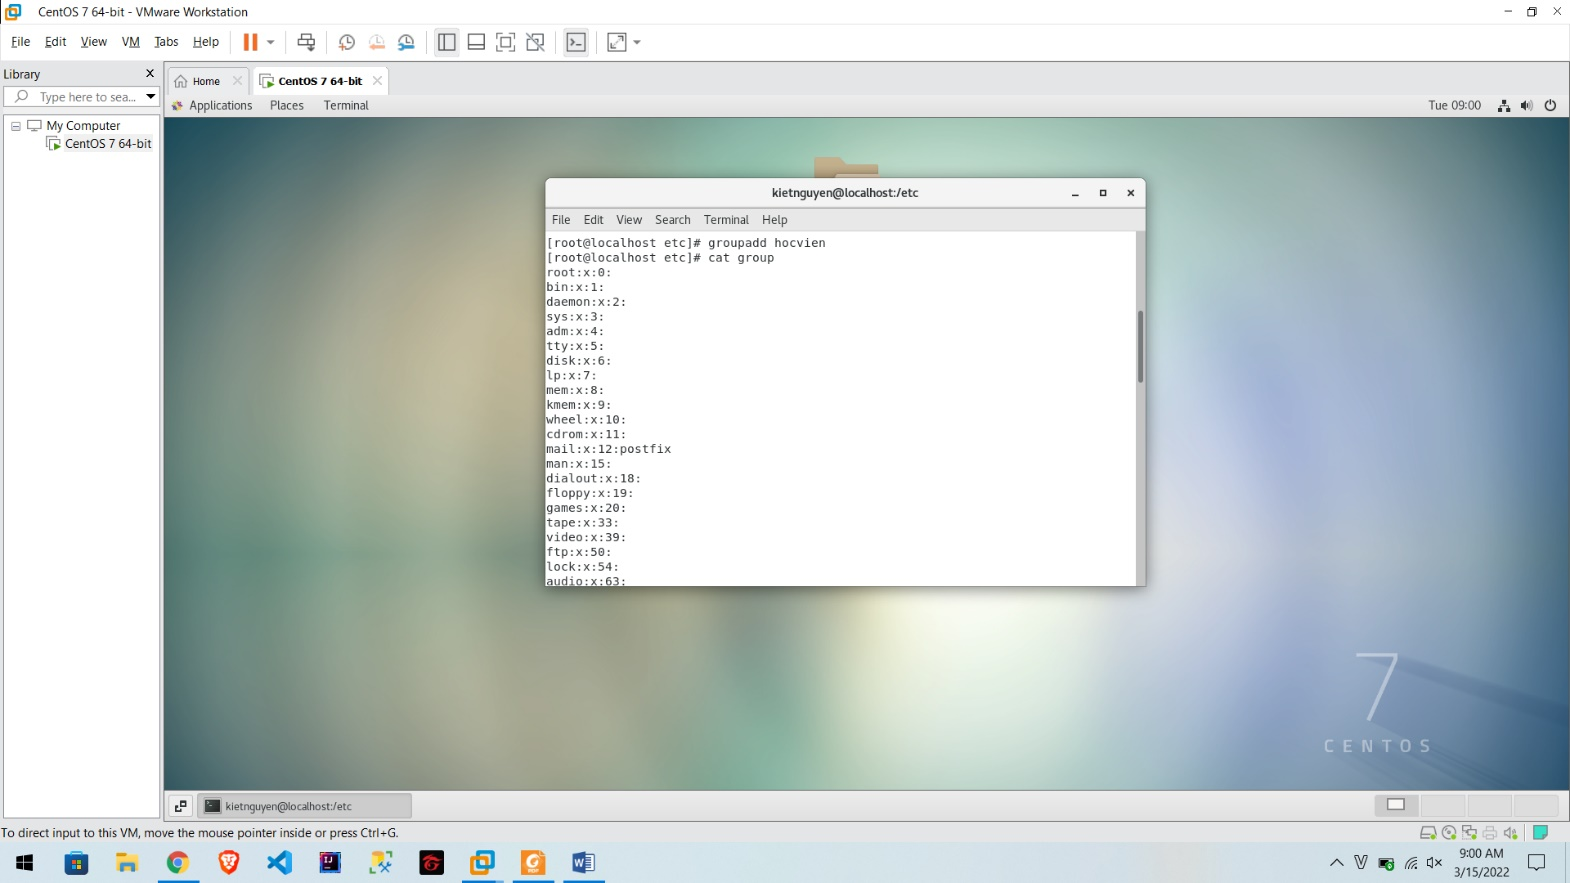 CentOS 7 64-bit - VMware Workstation
File Edit View VM Tabs Help
Library
Type here to sea...
My Computer
CentOS 7 64-bit
Home
CentOS 7 64-bit
Applications Places Terminal
Tue 09:00
kietnguyen@localhost:/etc
File Edit View Search Terminal Help
[root@localhost etc]# groupadd hocvien
[root@localhost etc]# cat group
root:x:0:
bin:x:1:
daemon:x:2:
sys:x:3:
adm:x:4:
tty:x:5:
disk:x:6:
lp:x:7:
mem:x:8:
kmem:x:9:
wheel:x:10:
cdrom:x:11:
mail:x:12:postfix
man:x:15:
dialout:x:18:
floppy:x:19:
games:x:20:
tape:x:33:
video:x:39:
ftp:x:50:
lock:x:54:
audio:x:63:
7
CENTOS
kietnguyen@localhost:/etc
To direct input to this VM, move the mouse pointer inside or press Ctrl+G.
9:00 AM
3/15/2022